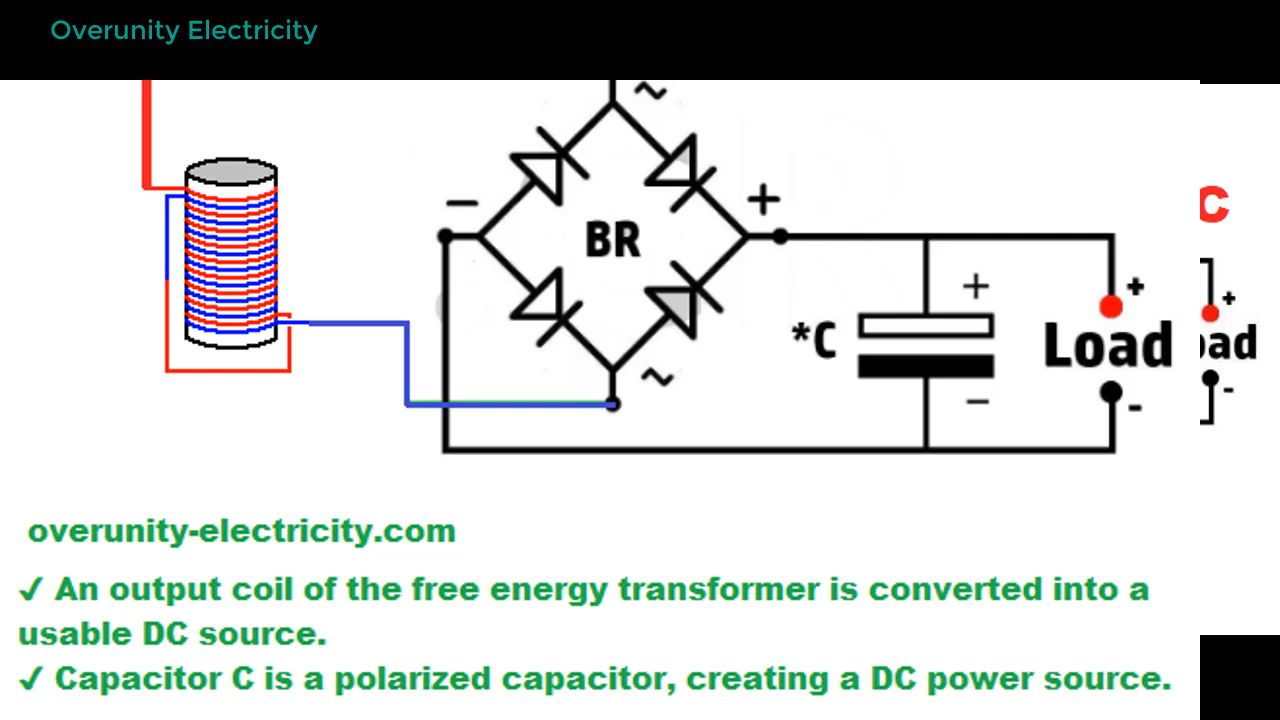 Overunity Electricity
~
−
+
BR
C
+
*C
+
+
Load
ad
−
-
-
~
overunity-electricity.com
✓ An output coil of the free energy transformer is converted into a
usable DC source.
✓ Capacitor C is a polarized capacitor, creating a DC power source.